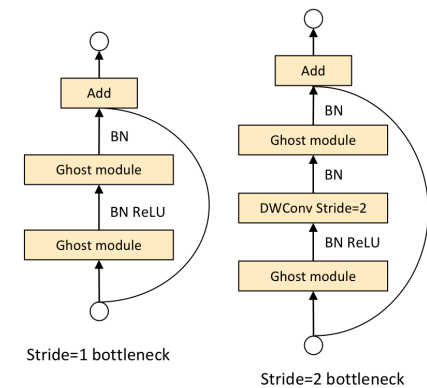 Add
BN
Ghost module
BN ReLU
Ghost module
Stride=1 bottleneck
Add
BN
Ghost module
BN
DWConv Stride=2
BN ReLU
Ghost module
Stride=2 bottleneck